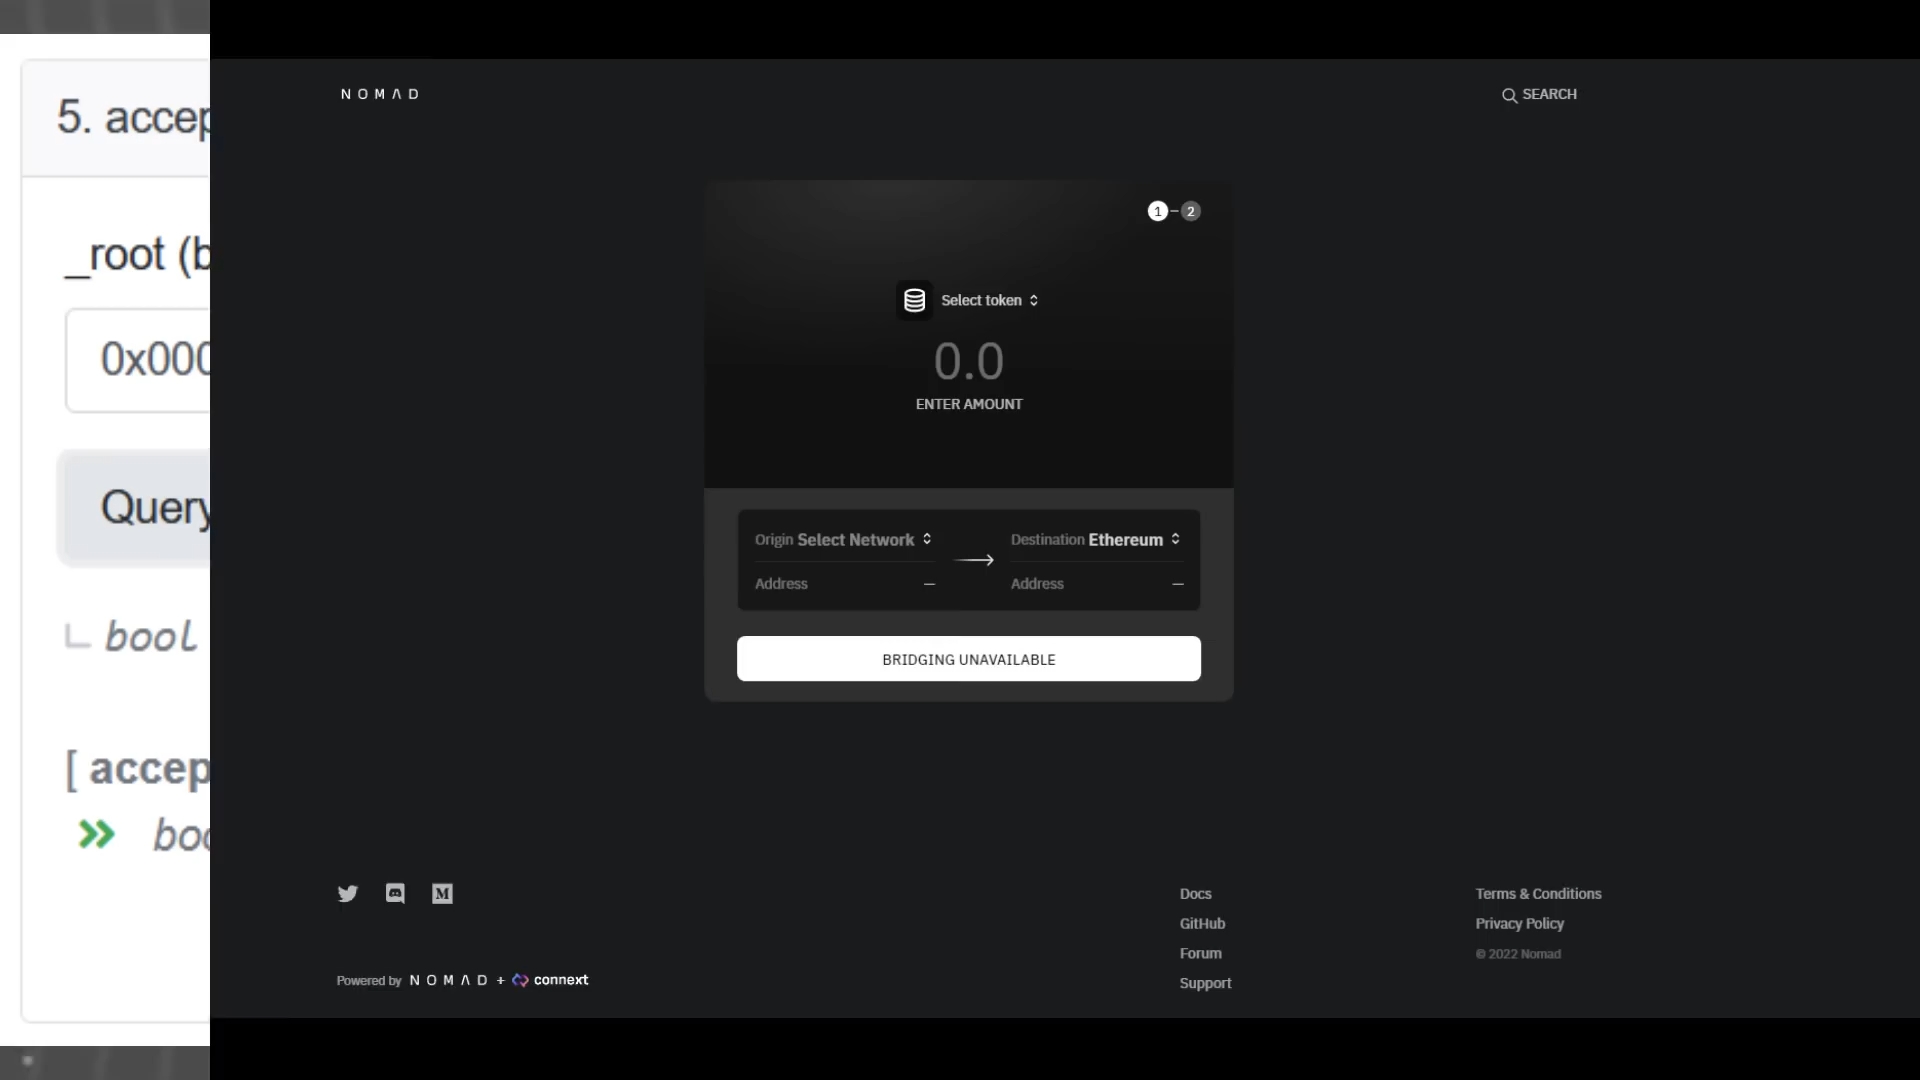 5. accep
_root (b
0x000
Query
bool
[ accep
boo
NOMAD
SEARCH
1 - 2
Select token
0.0
ENTER AMOUNT
Origin Select Network
Destination Ethereum
Address —
Address —
BRIDGING UNAVAILABLE
Docs
GitHub
Forum
Support
Terms & Conditions
Privacy Policy
© 2022 Nomad
Powered by NOMAD + connext